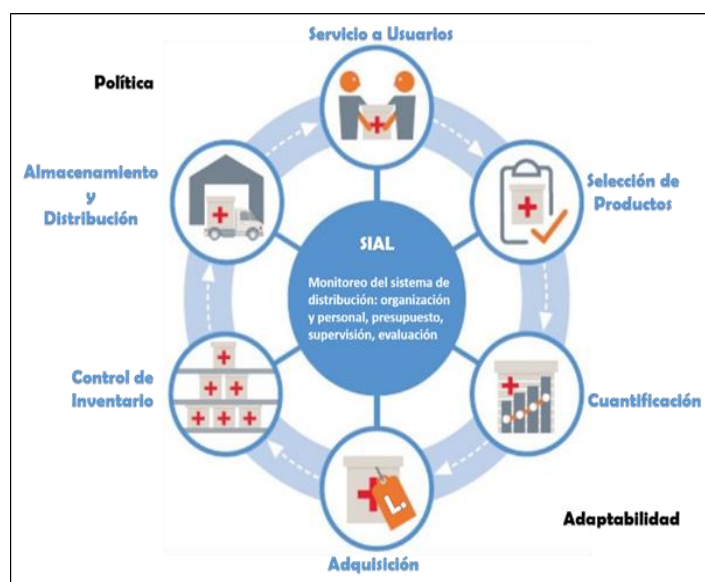 Servicio a Usuarios
Política
Almacenamiento
y
Distribución
Selección de
Productos
SIAL
Monitoreo del sistema de
distribución: organización
y personal, presupuesto,
supervisión, evaluación
Control de
Inventario
Cuantificación
L.
Adaptabilidad
Adquisición